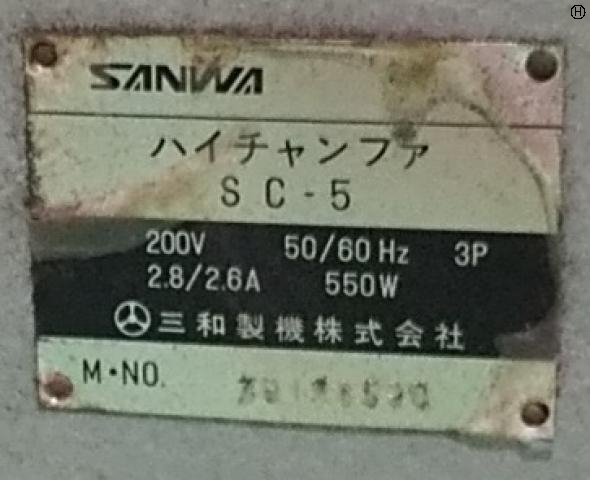 Ⓗ
SANWA
ハイチャンファ
SC-5
200V 50/60Hz 3P
2.8/2.6A 550W
三和製機株式会社
M・NO.